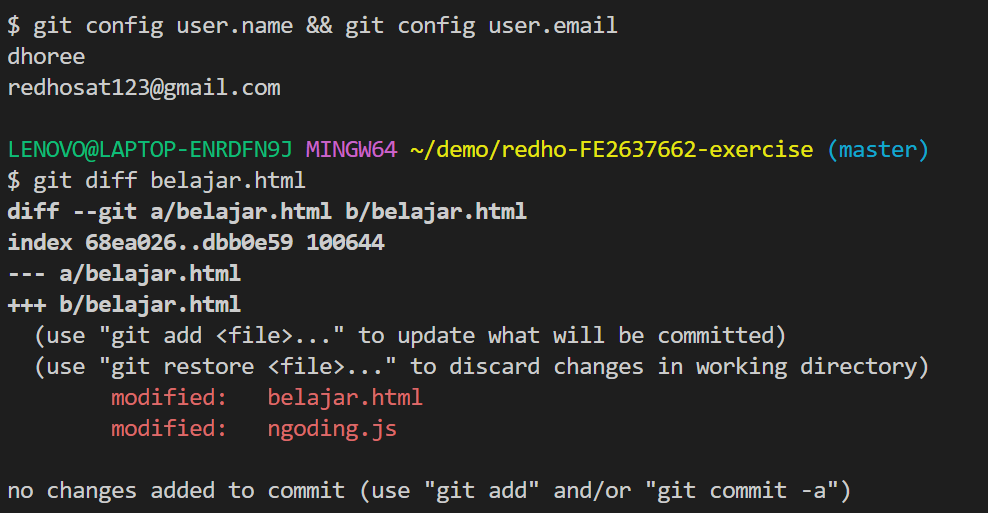 $ git config user.name && git config user.email
dhoree
redhosat123@gmail.com
LENOVO@LAPTOP-ENRDFN9J MINGW64 ~/demo/redho-FE2637662-exercise (master)
$ git diff belajar.html
diff --git a/belajar.html b/belajar.html
index 68ea026..dbb0e59 100644
--- a/belajar.html
+++ b/belajar.html
  (use "git add <file>..." to update what will be committed)
  (use "git restore <file>..." to discard changes in working directory)
        modified:   belajar.html
        modified:   ngoding.js
no changes added to commit (use "git add" and/or "git commit -a")